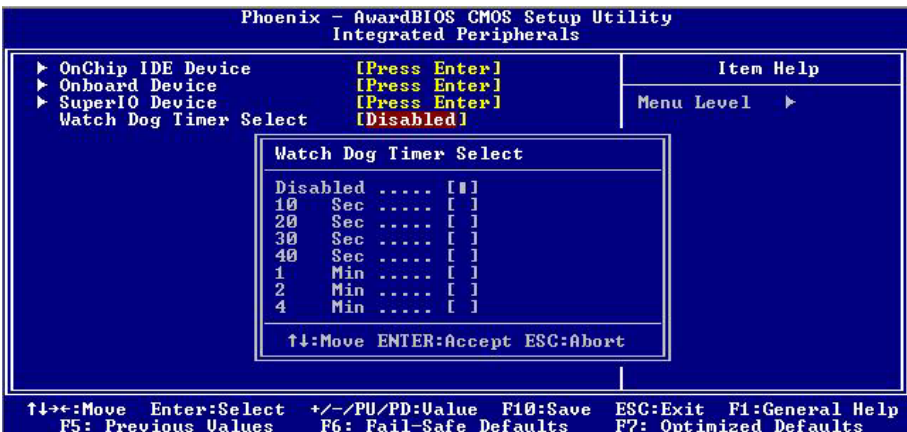 Phoenix - AwardBIOS CMOS Setup Utility
Integrated Peripherals
► OnChip IDE Device [Press Enter]
► Onboard Device [Press Enter]
► SuperIO Device [Press Enter]
Watch Dog Timer Select [Disabled]
Item Help
Menu Level ►
Watch Dog Timer Select
Disabled ..... [■]
10 Sec ..... [ ]
20 Sec ..... [ ]
30 Sec ..... [ ]
40 Sec ..... [ ]
1 Min ..... [ ]
2 Min ..... [ ]
4 Min ..... [ ]
↑↓:Move ENTER:Accept ESC:Abort
↑↓→←:Move Enter:Select +/-/PU/PD:Value F10:Save ESC:Exit F1:General Help
F5: Previous Values F6: Fail-Safe Defaults F7: Optimized Defaults